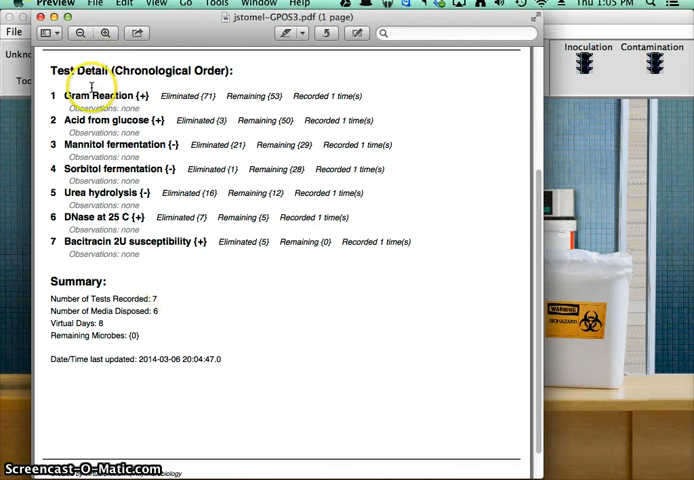 Preview File Edit View Go Tools Window Thu 1:05 PM
File
jstomel-GPOS3.pdf (1 page)
Inoculation Contamination
Test Detail (Chronological Order):
1 Gram Reaction {+} Eliminated {71} Remaining {53} Recorded 1 time(s)
Observations: none
2 Acid from glucose {+} Eliminated {3} Remaining {50} Recorded 1 time(s)
Observations: none
3 Mannitol fermentation {-} Eliminated {21} Remaining {29} Recorded 1 time(s)
Observations: none
4 Sorbitol fermentation {-} Eliminated {1} Remaining {28} Recorded 1 time(s)
Observations: none
5 Urea hydrolysis {-} Eliminated {16} Remaining {12} Recorded 1 time(s)
Observations: none
6 DNase at 25 C {+} Eliminated {7} Remaining {5} Recorded 1 time(s)
Observations: none
7 Bacitracin 2U susceptibility {+} Eliminated {5} Remaining {0} Recorded 1 time(s)
Observations: none
Summary:
Number of Tests Recorded: 7
Number of Media Disposed: 6
Virtual Days: 8
Remaining Microbes: {0}
Date/Time last updated: 2014-03-06 20:04:47.0
WARNING
BIOHAZARD
Screencast-O-Matic.com